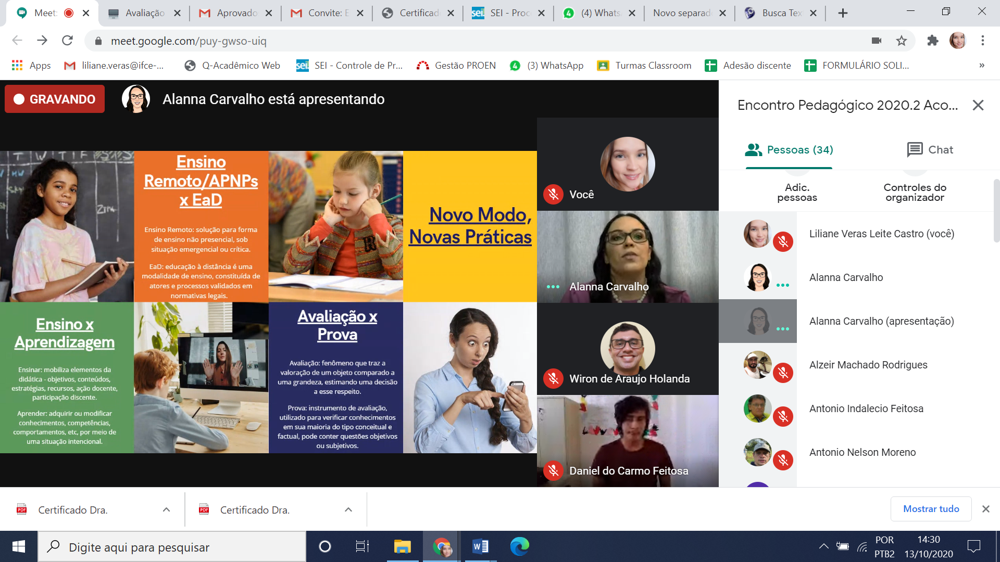 Meet:
Avaliação
Aprovado
Convite: E
Certificad
sei.
SEI - Proc
(4) Whats
Novo separad
Busca Tex
meet.google.com/puy-gwso-uiq
Apps
liliane.veras@ifce-...
Q-Acadêmico Web
sei.
SEI - Controle de Pr...
Gestão PROEN
(3) WhatsApp
Turmas Classroom
Adesão discente
FORMULÁRIO SOLI...
»
GRAVANDO
Alanna Carvalho está apresentando
Encontro Pedagógico 2020.2 Aco...
Pessoas (34)
Chat
Adic.
pessoas
Controles do
organizador
Ensino
Remoto/APNPs
x EaD
Ensino Remoto: solução para forma
de ensino não presencial, sob
situação emergencial ou crítica.
EaD: educação à distância é uma
modalidade de ensino, constituída de
atores e processos validados em
normativas legais.
Novo Modo,
Novas Práticas
Ensino x
Aprendizagem
Ensinar: mobiliza elementos da
didática - objetivos, conteúdos,
estratégias, recursos, ação docente,
participação discente.
Aprender: adquirir ou modificar
conhecimentos, competências,
comportamentos, etc, por meio de
uma situação intencional.
Avaliação x
Prova
Avaliação: fenômeno que traz a
valoração de um objeto comparado a
uma grandeza, estimando uma decisão
a esse respeito.
Prova: instrumento de avaliação,
utilizado para verificar conhecimentos
em sua maioria do tipo conceitual e
factual, pode conter questões objetivos
ou subjetivos.
Você
Alanna Carvalho
Wiron de Araujo Holanda
Daniel do Carmo Feitosa
Liliane Veras Leite Castro (você)
Alanna Carvalho
Alanna Carvalho (apresentação)
Alzeir Machado Rodrigues
Antonio Indalecio Feitosa
Antonio Nelson Moreno
PDF
Certificado Dra.
PDF
Certificado Dra.
Mostrar tudo
Digite aqui para pesquisar
POR
PTB2
14:30
13/10/2020